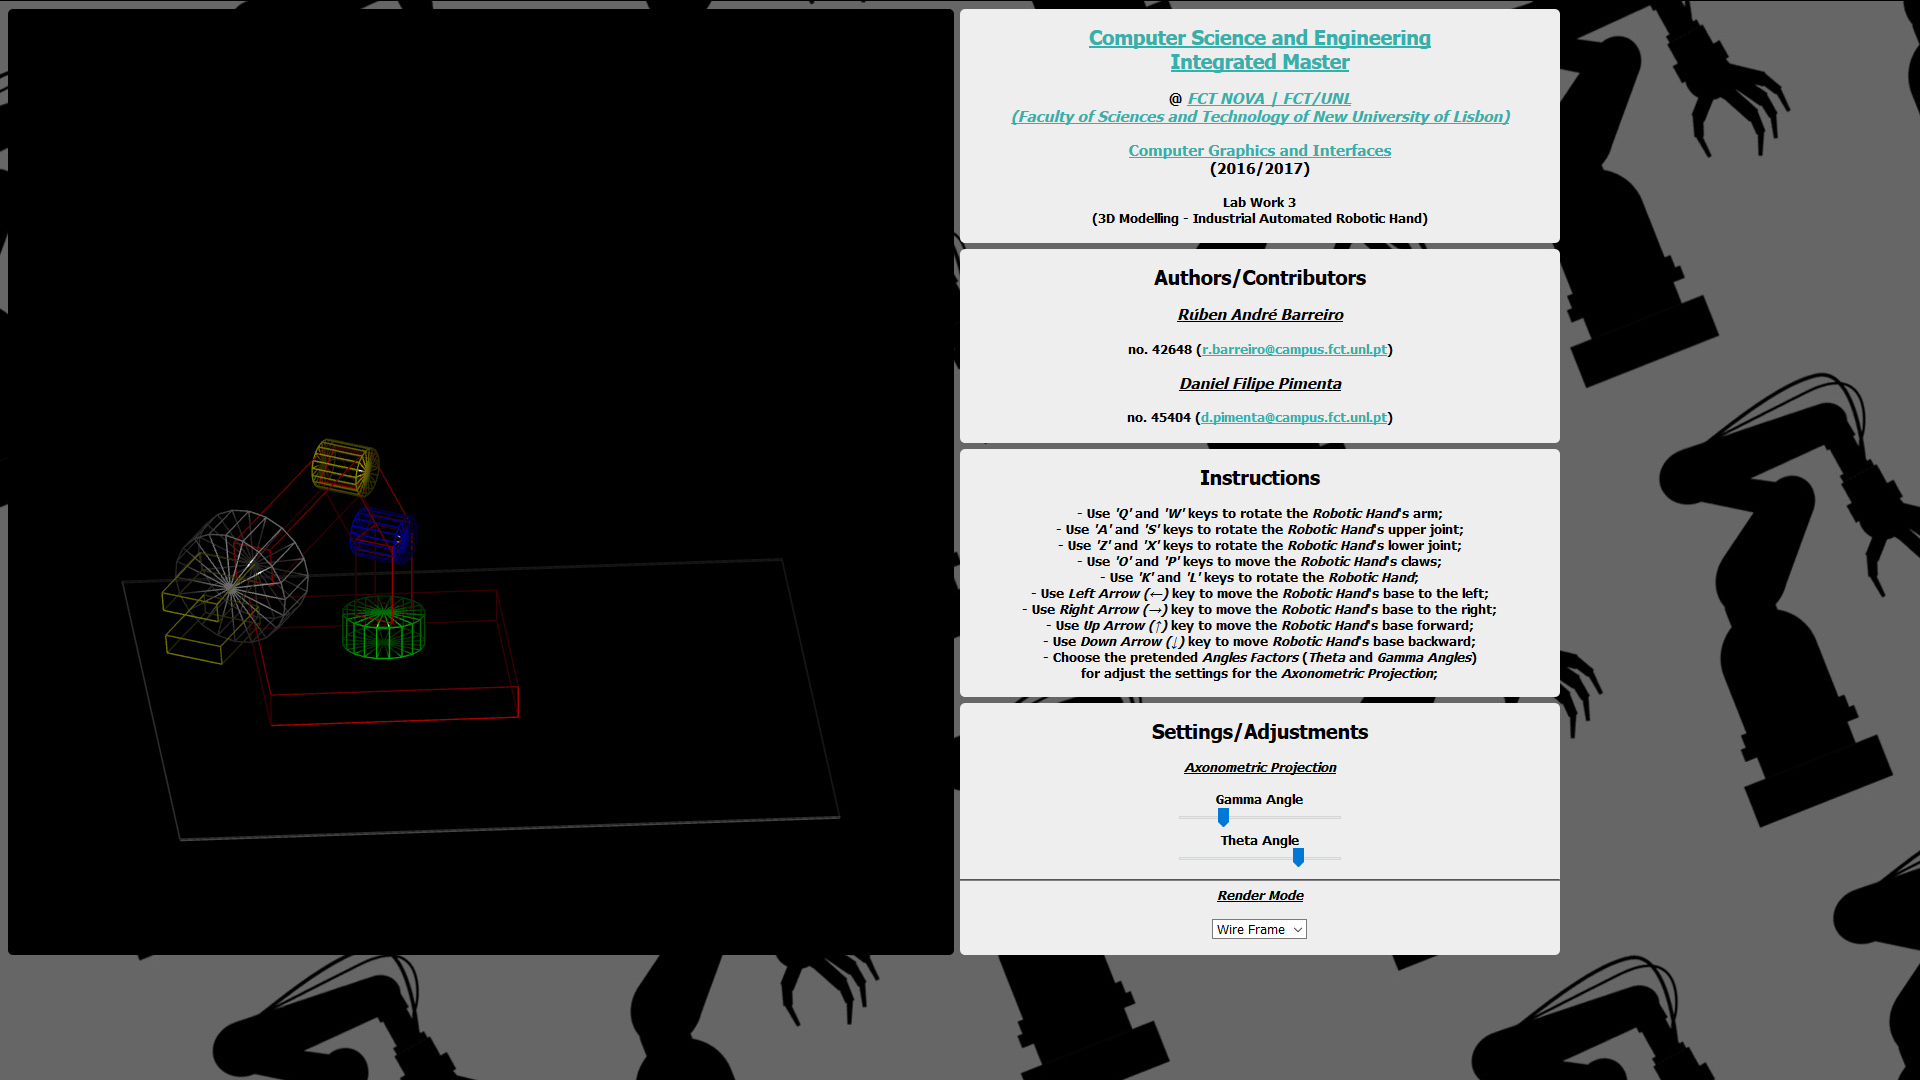 Computer Science and Engineering
Integrated Master
@ FCT NOVA | FCT/UNL
(Faculty of Sciences and Technology of New University of Lisbon)
Computer Graphics and Interfaces
(2016/2017)
Lab Work 3
(3D Modelling - Industrial Automated Robotic Hand)
Authors/Contributors
Rúben André Barreiro
no. 42648 (r.barreiro@campus.fct.unl.pt)
Daniel Filipe Pimenta
no. 45404 (d.pimenta@campus.fct.unl.pt)
Instructions
- Use 'Q' and 'W' keys to rotate the Robotic Hand's arm;
- Use 'A' and 'S' keys to rotate the Robotic Hand's upper joint;
- Use 'Z' and 'X' keys to rotate the Robotic Hand's lower joint;
- Use 'O' and 'P' keys to move the Robotic Hand's claws;
- Use 'K' and 'L' keys to rotate the Robotic Hand;
- Use Left Arrow (←) key to move the Robotic Hand's base to the left;
- Use Right Arrow (→) key to move the Robotic Hand's base to the right;
- Use Up Arrow (↑) key to move the Robotic Hand's base forward;
- Use Down Arrow (↓) key to move Robotic Hand's base backward;
- Choose the pretended Angles Factors (Theta and Gamma Angles)
for adjust the settings for the Axonometric Projection;
Settings/Adjustments
Axonometric Projection
Gamma Angle
Theta Angle
Render Mode
Wire Frame